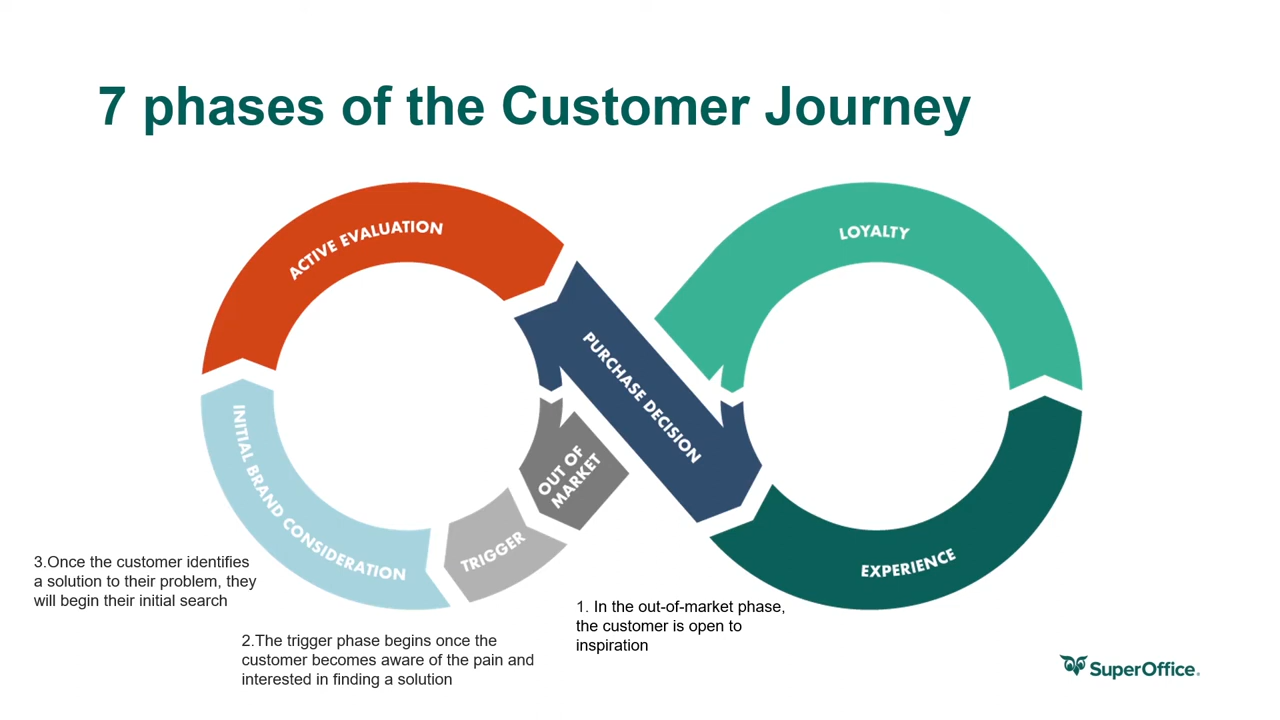 7 phases of the Customer Journey
ACTIVE EVALUATION
LOYALTY
PURCHASE DECISION
INITIAL BRAND CONSIDERATION
OUT OF
MARKET
TRIGGER
EXPERIENCE
3.Once the customer identifies
a solution to their problem, they
will begin their initial search
1. In the out-of-market phase,
the customer is open to
inspiration
2.The trigger phase begins once the
customer becomes aware of the pain and
interested in finding a solution
SuperOffice.